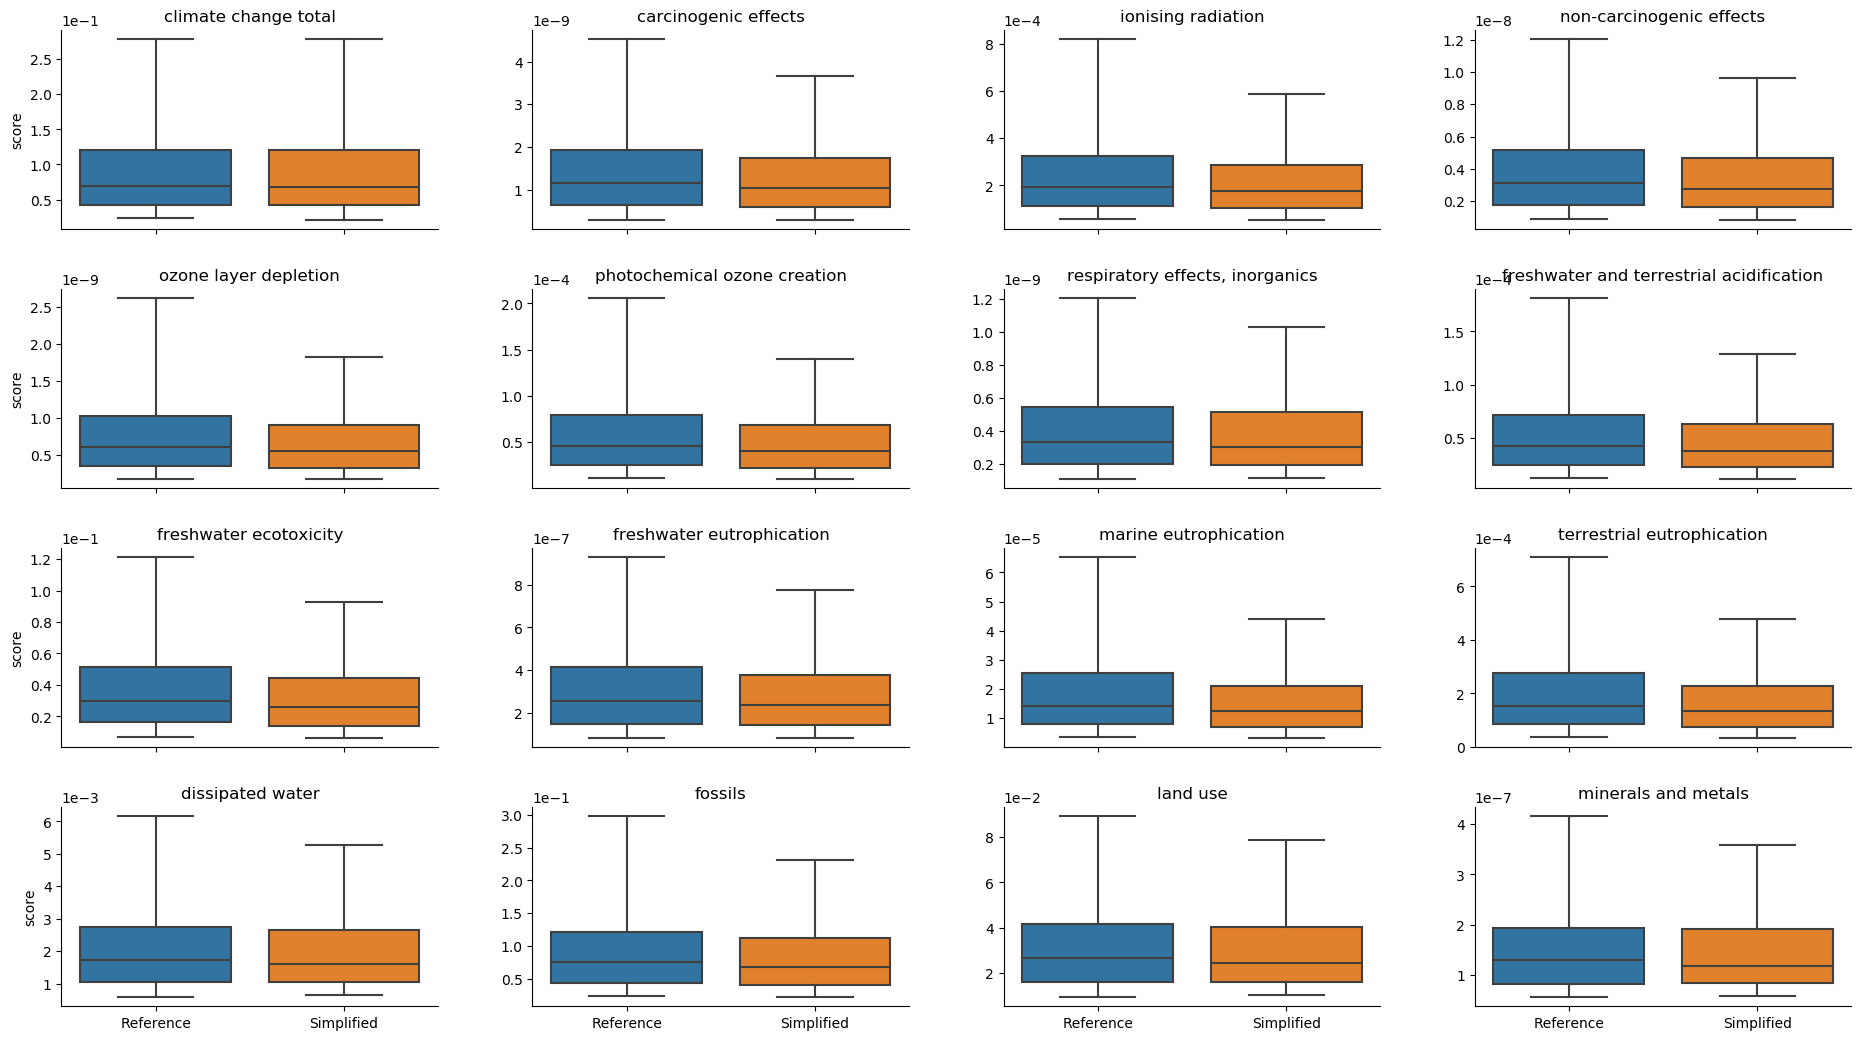 climate change total
1e−1
2.5
2.0
1.5
1.0
0.5
score
carcinogenic effects
1e−9
4
3
2
1
ionising radiation
1e−4
8
6
4
2
non-carcinogenic effects
1e−8
1.2
1.0
0.8
0.6
0.4
0.2
ozone layer depletion
1e−9
2.5
2.0
1.5
1.0
0.5
score
photochemical ozone creation
1e−4
2.0
1.5
1.0
0.5
respiratory effects, inorganics
1e−9
1.2
1.0
0.8
0.6
0.4
0.2
freshwater and terrestrial acidification
1e−4
1.5
1.0
0.5
freshwater ecotoxicity
1e−1
1.2
1.0
0.8
0.6
0.4
0.2
score
freshwater eutrophication
1e−7
8
6
4
2
marine eutrophication
1e−5
6
5
4
3
2
1
terrestrial eutrophication
1e−4
6
4
2
0
dissipated water
1e−3
6
5
4
3
2
1
score
Reference
Simplified
fossils
1e−1
3.0
2.5
2.0
1.5
1.0
0.5
Reference
Simplified
land use
1e−2
8
6
4
2
Reference
Simplified
minerals and metals
1e−7
4
3
2
1
Reference
Simplified